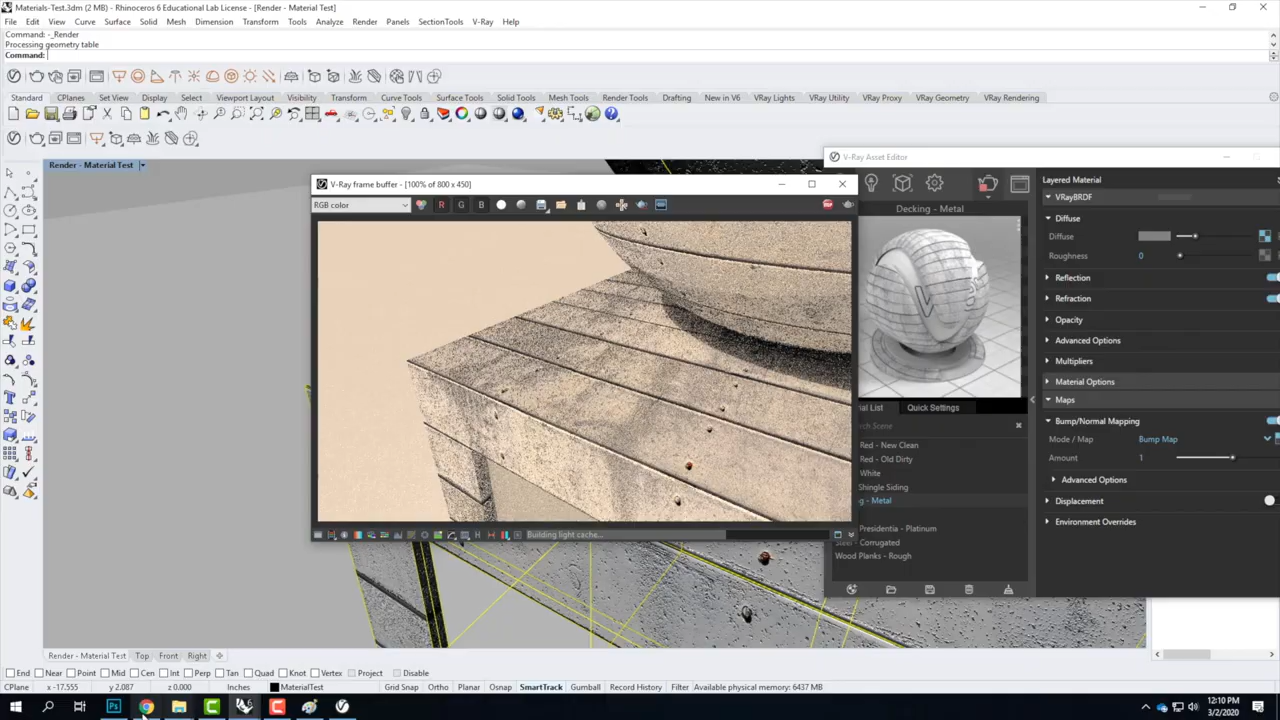 Materials-Test.3dm (2 MB) - Rhinoceros 6 Educational Lab License - [Render - Material Test]
File Edit View Curve Surface Solid Mesh Dimension Transform Tools Analyze Render Panels SectionTools V-Ray Help
Command: -_Render
Processing geometry table
Command:
Standard CPlanes Set View Display Select Viewport Layout Visibility Transform Curve Tools Surface Tools Solid Tools Mesh Tools Render Tools Drafting New in V6 VRay Lights VRay Utility VRay Proxy VRay Geometry VRay Rendering
Render - Material Test
V-Ray Asset Editor
V-Ray frame buffer - [100% of 800 x 450]
RGB color
R G B
Layered Material
VRayBRDF
Decking - Metal
Diffuse
Diffuse
Roughness 0
Reflection
Refraction
Opacity
Advanced Options
Multipliers
Material Options
Maps
ial List Quick Settings
Bump/Normal Mapping
ch Scene
Mode / Map Bump Map
Red - New Clean
Amount 1
Red - Old Dirty
White
Advanced Options
Shingle Siding
g - Metal
Displacement
Environment Overrides
Presidentia - Platinum
Steel - Corrugated
Wood Planks - Rough
Building light cache...
Render - Material Test Top Front Right
End Near Point Mid Cen Int Perp Tan Quad Knot Vertex Project Disable
CPlane x -17.555 y 2.087 z 0.000 Inches MaterialTest Grid Snap Ortho Planar Osnap SmartTrack Gumball Record History Filter Available physical memory: 6437 MB
12:10 PM
3/2/2020